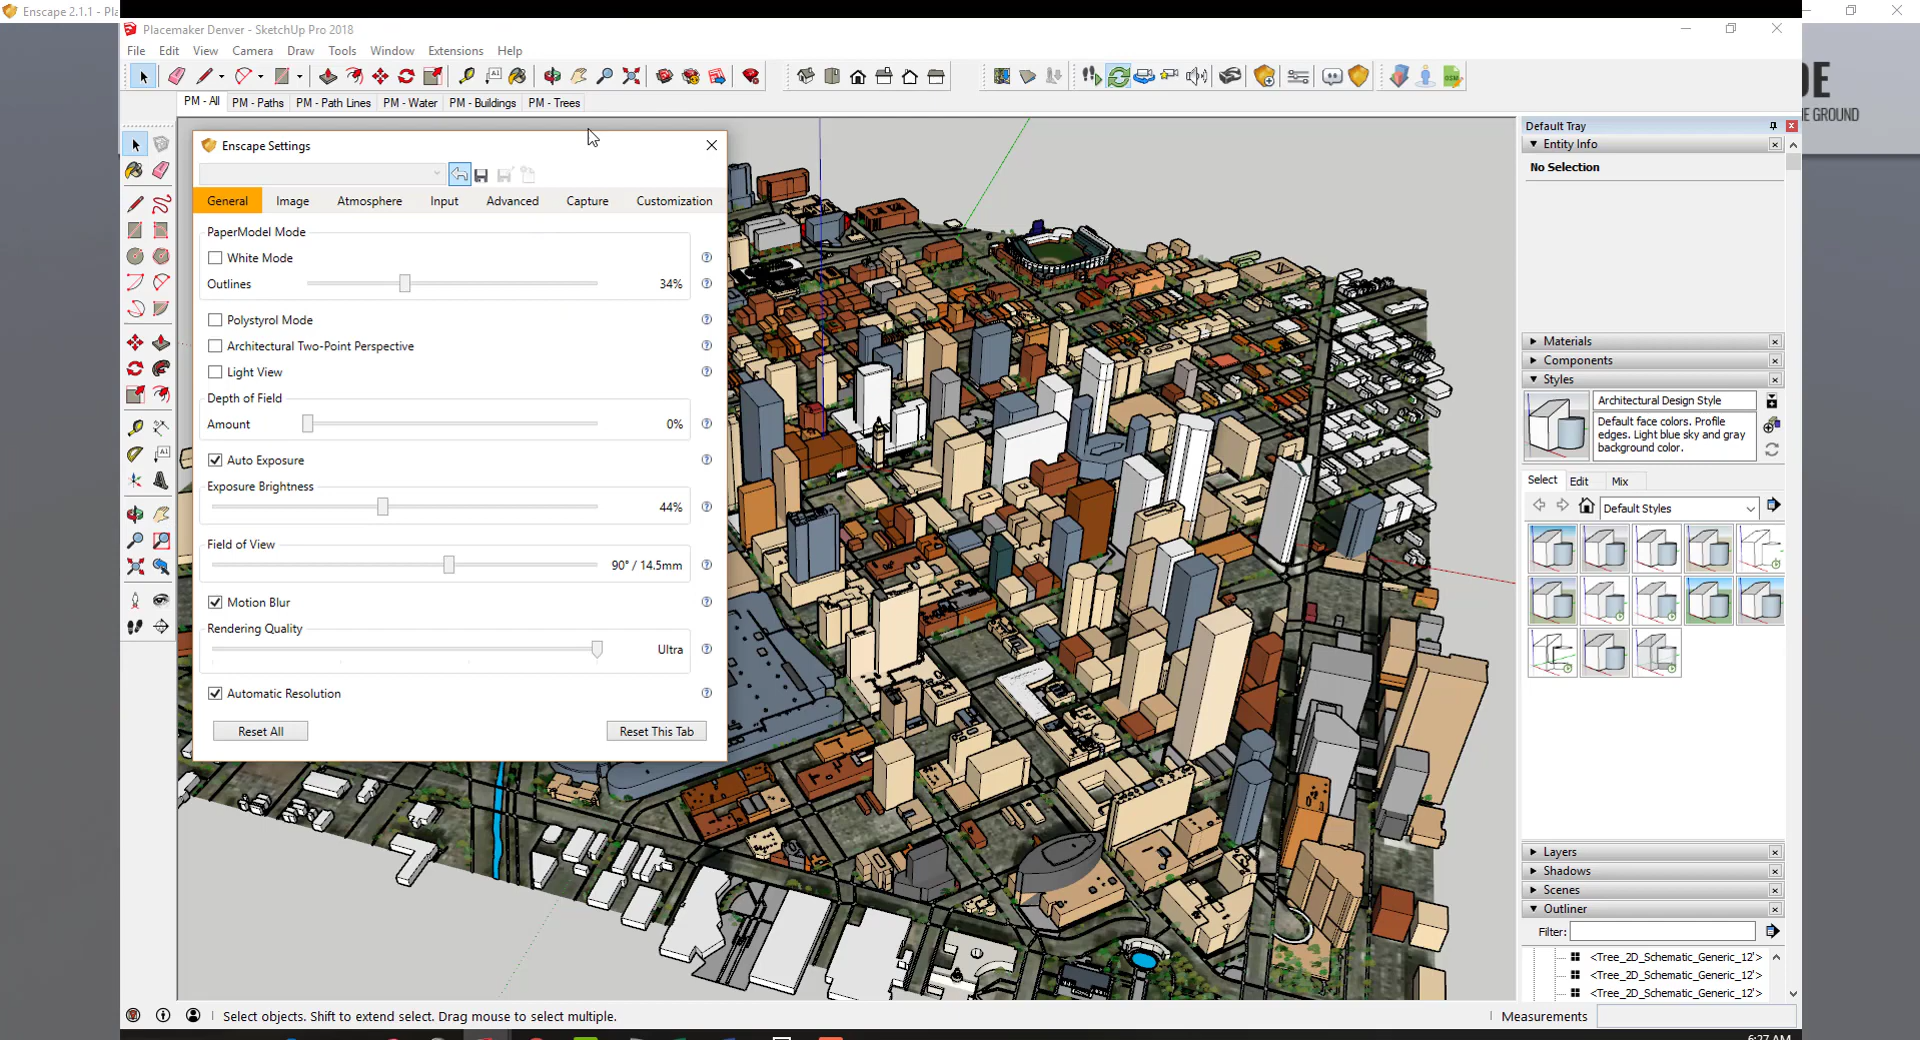 Enscape 2.1.1 - Pla
Placemaker Denver - SketchUp Pro 2018
File Edit View Camera Draw Tools Window Extensions Help
DE
E GROUND
PM - All PM - Paths PM - Path Lines PM - Water PM - Buildings PM - Trees
Enscape Settings
General Image Atmosphere Input Advanced Capture Customization
PaperModel Mode
White Mode
Outlines 34%
Polystyrol Mode
Architectural Two-Point Perspective
Light View
Depth of Field
Amount 0%
Auto Exposure
Exposure Brightness
44%
Field of View
90° / 14.5mm
Motion Blur
Rendering Quality
Ultra
Automatic Resolution
Reset All Reset This Tab
Default Tray
Entity Info
No Selection
Materials
Components
Styles
Architectural Design Style
Default face colors. Profile
edges. Light blue sky and gray
background color.
Select Edit Mix
Default Styles
Layers
Shadows
Scenes
Outliner
Filter:
<Tree_2D_Schematic_Generic_12'>
<Tree_2D_Schematic_Generic_12'>
<Tree_2D_Schematic_Generic_12'>
Select objects. Shift to extend select. Drag mouse to select multiple.
Measurements
6:27 AM